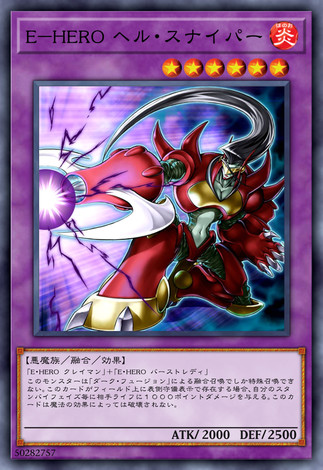 E-HERO ヘル・スナイパー
炎
【悪魔族／融合／効果】
「E・HERO クレイマン」+「E・HERO バーストレディ」
このモンスターは「ダーク・フュージョン」による融合召喚でしか特殊召喚でき
ない。このカードがフィールド上に表側守備表示で存在する場合、自分のスタ
ンバイフェイズ毎に相手ライフに１０００ポイントダメージを与える。このカー
ドは魔法の効果によっては破壊されない。
ATK/ 2000 DEF/2500
50282757